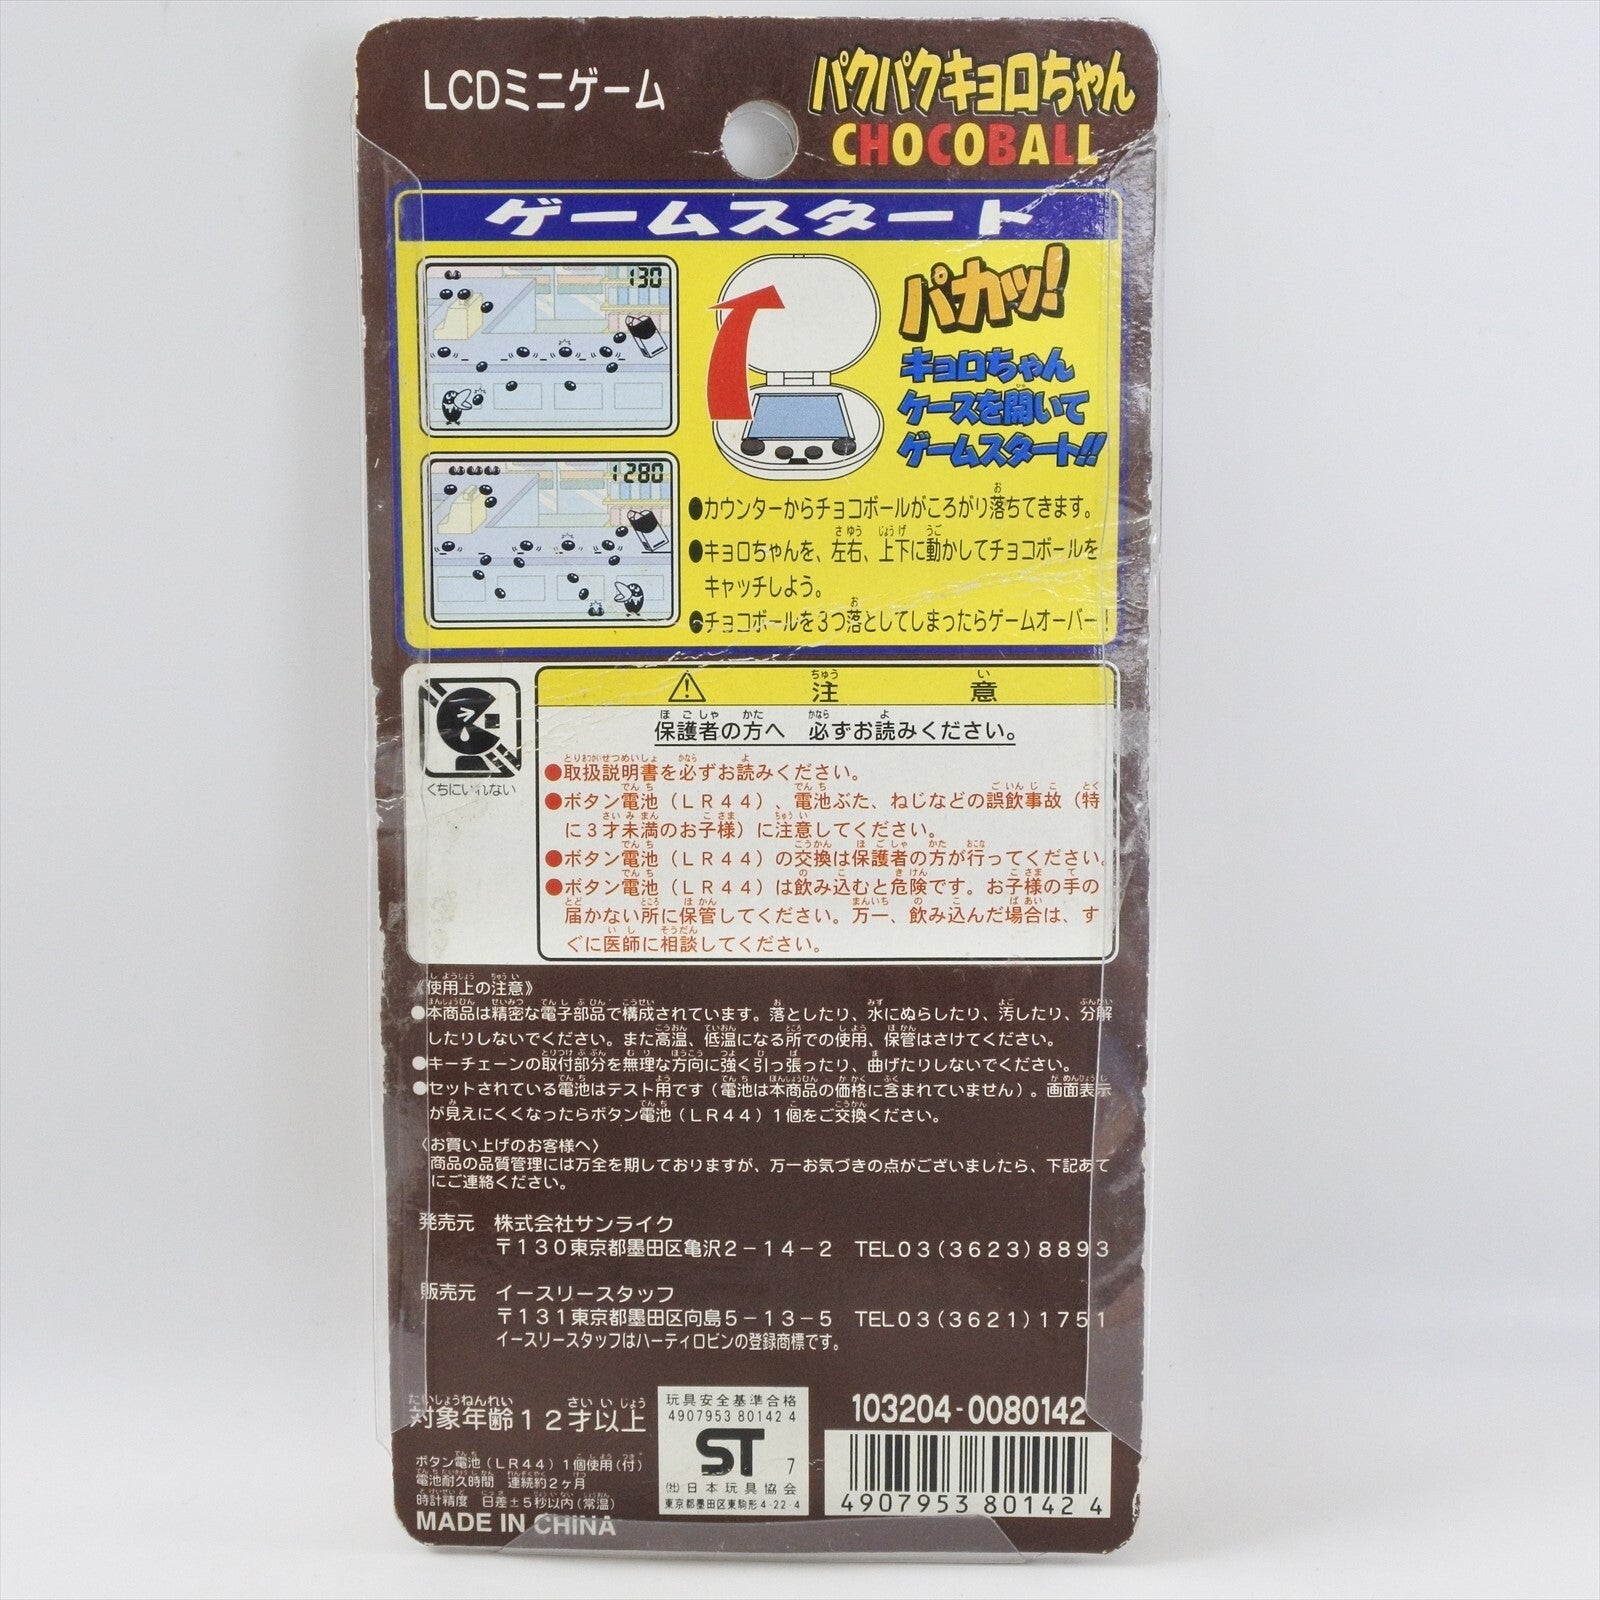 LCDミニゲーム
パクパクキョロちゃん
CHOCOBALL
ゲームスタート
130
1280
パカッ!
キョロちゃん
ケースを開いて
ゲームスタート!!
●カウンターからチョコボールがころがり落ちてきます。
●キョロちゃんを、左右、上下に動かしてチョコボールを
キャッチしよう。
●チョコボールを3つ落としてしまったらゲームオーバー!
くちにいれない
⚠ 注意
保護者の方へ 必ずお読みください。
●取扱説明書を必ずお読みください。
●ボタン電池(LR44)、電池ぶた、ねじなどの誤飲事故(特
に3才未満のお子様)に注意してください。
●ボタン電池(LR44)の交換は保護者の方が行ってください。
●ボタン電池(LR44)は飲み込むと危険です。お子様の手の
届かない所に保管してください。万一、飲み込んだ場合は、す
ぐに医師に相談してください。
《使用上の注意》
●本商品は精密な電子部品で構成されています。落としたり、水にぬらしたり、汚したり、分解
したりしないでください。また高温、低温になる所での使用、保管はさけてください。
●キーチェーンの取付部分を無理な方向に強く引っ張ったり、曲げたりしないでください。
●セットされている電池はテスト用です(電池は本商品の価格に含まれていません)。画面表示
が見えにくくなったらボタン電池(LR44)1個をご交換ください。
〈お買い上げのお客様へ〉
商品の品質管理には万全を期しておりますが、万一お気づきの点がございましたら、下記あて
にご連絡ください。
発売元 株式会社サンライク
〒130東京都墨田区亀沢2-14-2 TEL03(3623)8893
販売元 イースリースタッフ
〒131東京都墨田区向島5-13-5 TEL03(3621)1751
イースリースタッフはハーティロビンの登録商標です。
対象年齢12才以上
ボタン電池(LR44)1個使用(付)
電池耐久時間 連続約2ヶ月
時計精度 日差±5秒以内(常温)
MADE IN CHINA
玩具安全基準合格
4907953 80142 4
ST 7
(社)日本玩具協会
東京都墨田区東駒形4-22-4
103204-0080142
4907953 80142 4